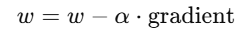 w = w − α · gradient